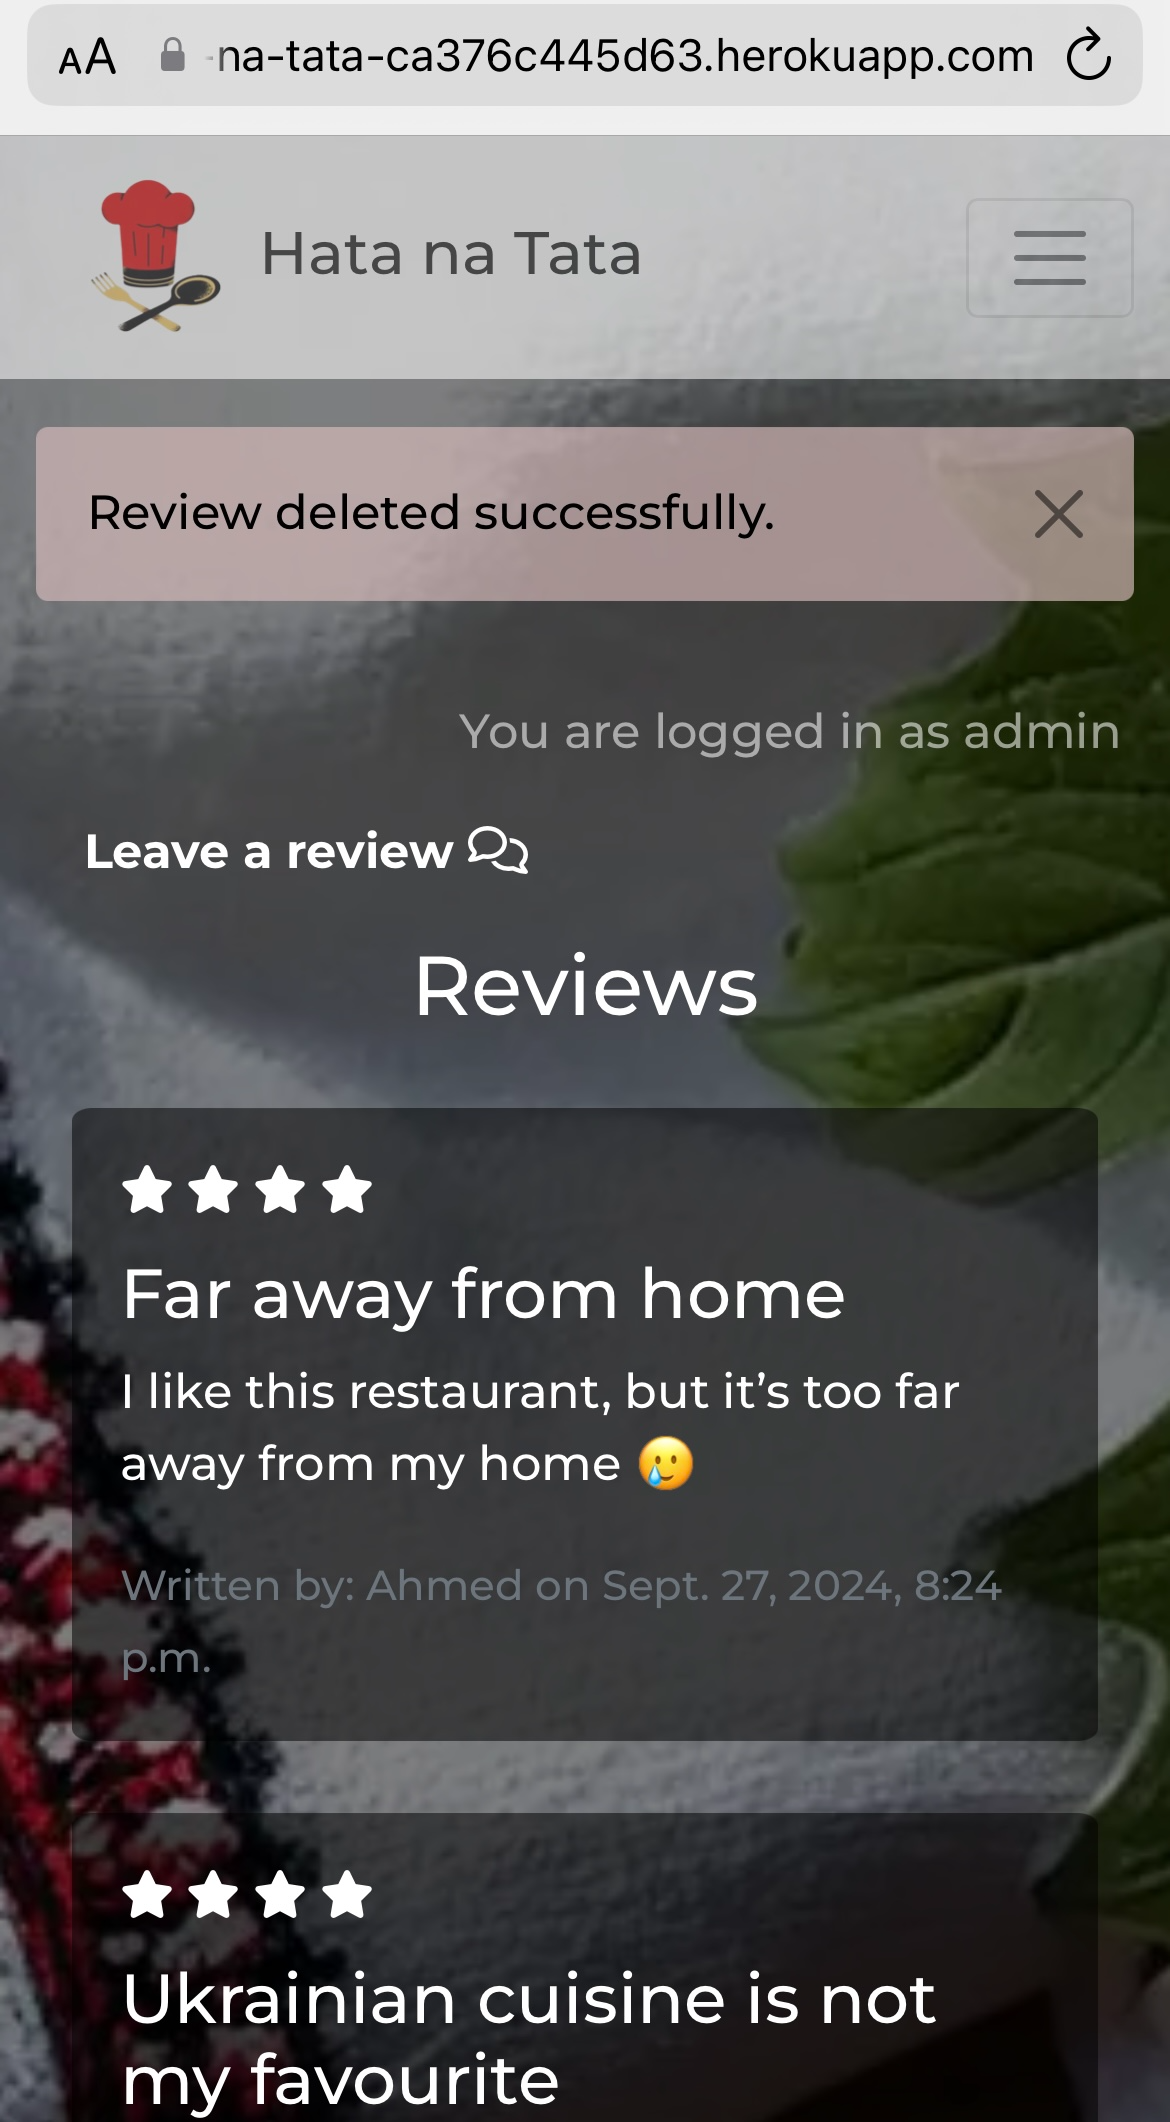 AA -na-tata-ca376c445d63.herokuapp.com
Hata na Tata
Review deleted successfully.
You are logged in as admin
Leave a review
Reviews
Far away from home
I like this restaurant, but it’s too far
away from my home 🥲
Written by: Ahmed on Sept. 27, 2024, 8:24
p.m.
Ukrainian cuisine is not
my favourite